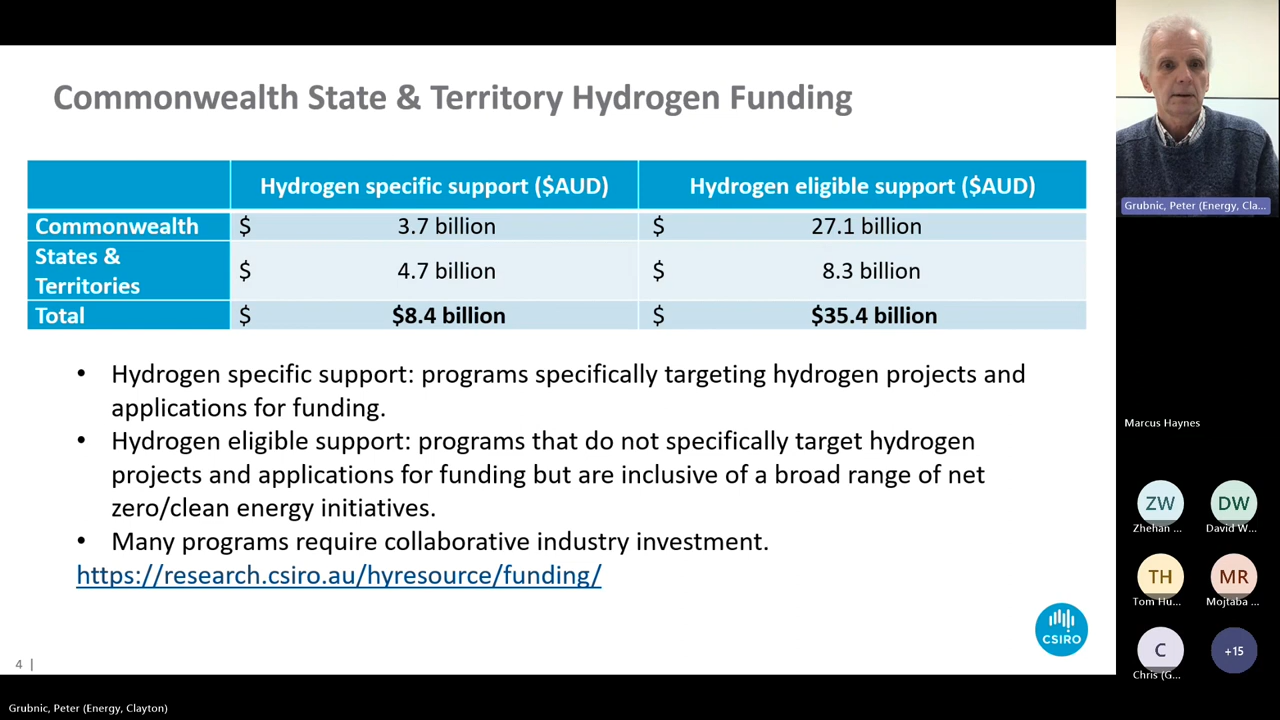 Commonwealth State & Territory Hydrogen Funding
Hydrogen specific support ($AUD) Hydrogen eligible support ($AUD)
Commonwealth $ 3.7 billion $ 27.1 billion
States &
Territories $ 4.7 billion $ 8.3 billion
Total $ $8.4 billion $ $35.4 billion
• Hydrogen specific support: programs specifically targeting hydrogen projects and
applications for funding.
• Hydrogen eligible support: programs that do not specifically target hydrogen
projects and applications for funding but are inclusive of a broad range of net
zero/clean energy initiatives.
• Many programs require collaborative industry investment.
https://research.csiro.au/hyresource/funding/
CSIRO
4 |
Grubnic, Peter (Energy, Clayton)
Grubnic, Peter (Energy, Cla...
Marcus Haynes
ZW DW
Zhehan ... David W...
TH MR
Tom Hu... Mojtaba ...
C +15
Chris (G...